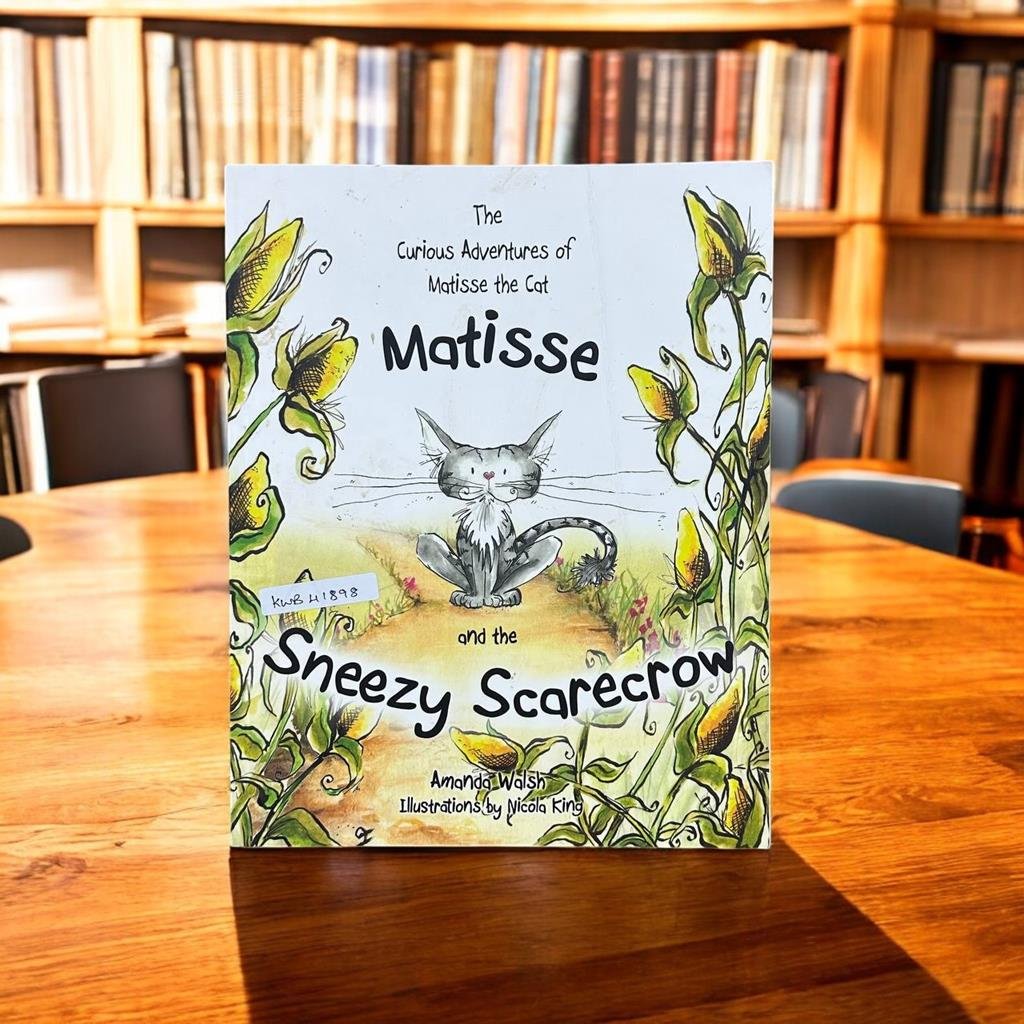 The
Curious Adventures of
Matisse the Cat
Matisse
KWB 41898
and the
Sneezy Scarecrow
Amanda Walsh
Illustrations by Nicola King